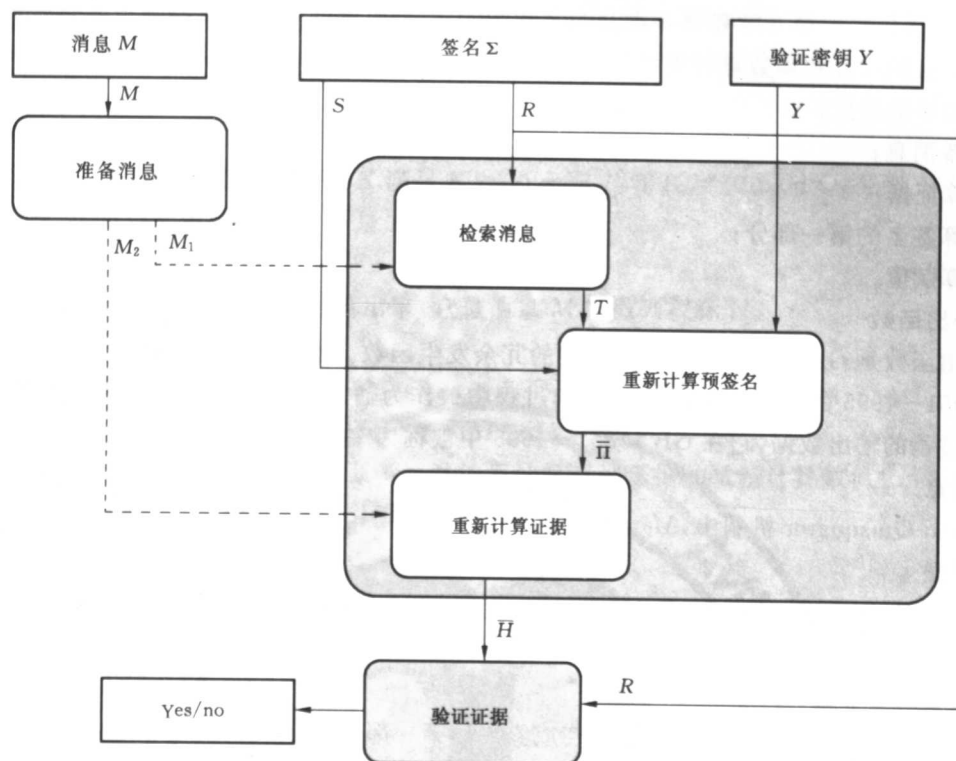 消息 M
签名 Σ
验证密钥 Y
M
S
R
Y
准备消息
检索消息
M₂
M₁
T
重新计算预签名
Π̅
重新计算证据
H̅
R
Yes/no
验证证据